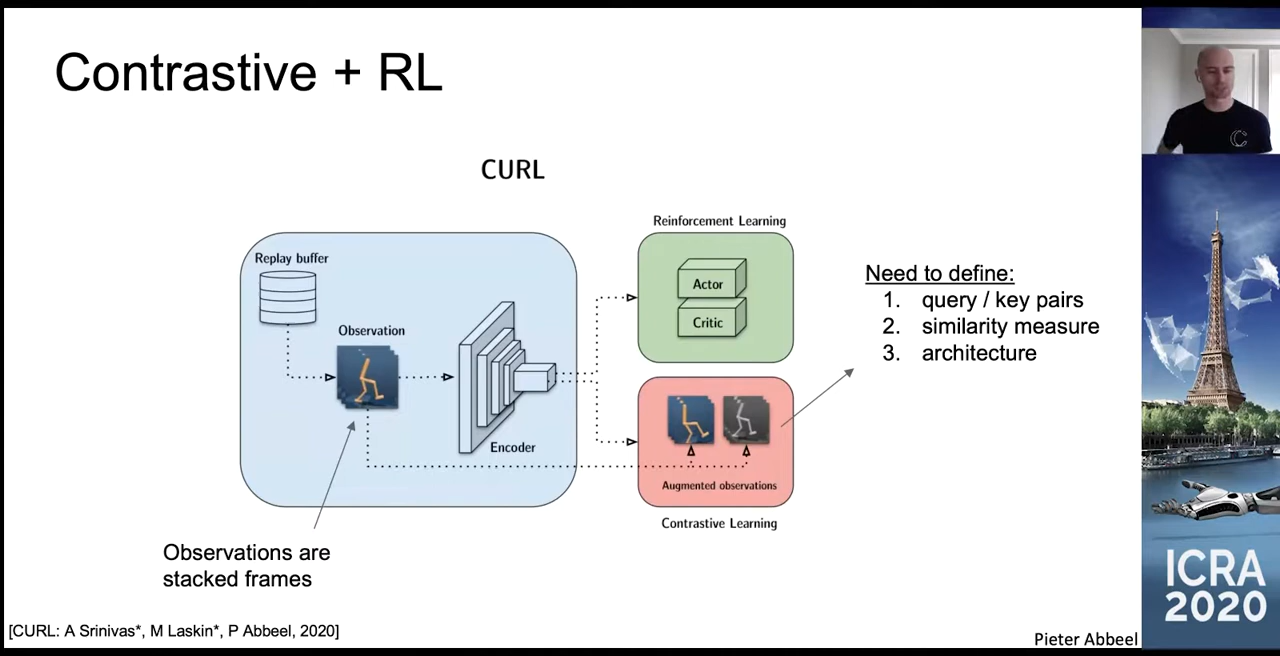 Contrastive + RL
CURL
Replay buffer
Observation
Encoder
Reinforcement Learning
Actor
Critic
Augmented observations
Contrastive Learning
Need to define:
1. query / key pairs
2. similarity measure
3. architecture
Observations are
stacked frames
[CURL: A Srinivas*, M Laskin*, P Abbeel, 2020]
Pieter Abbeel
ICRA
2020